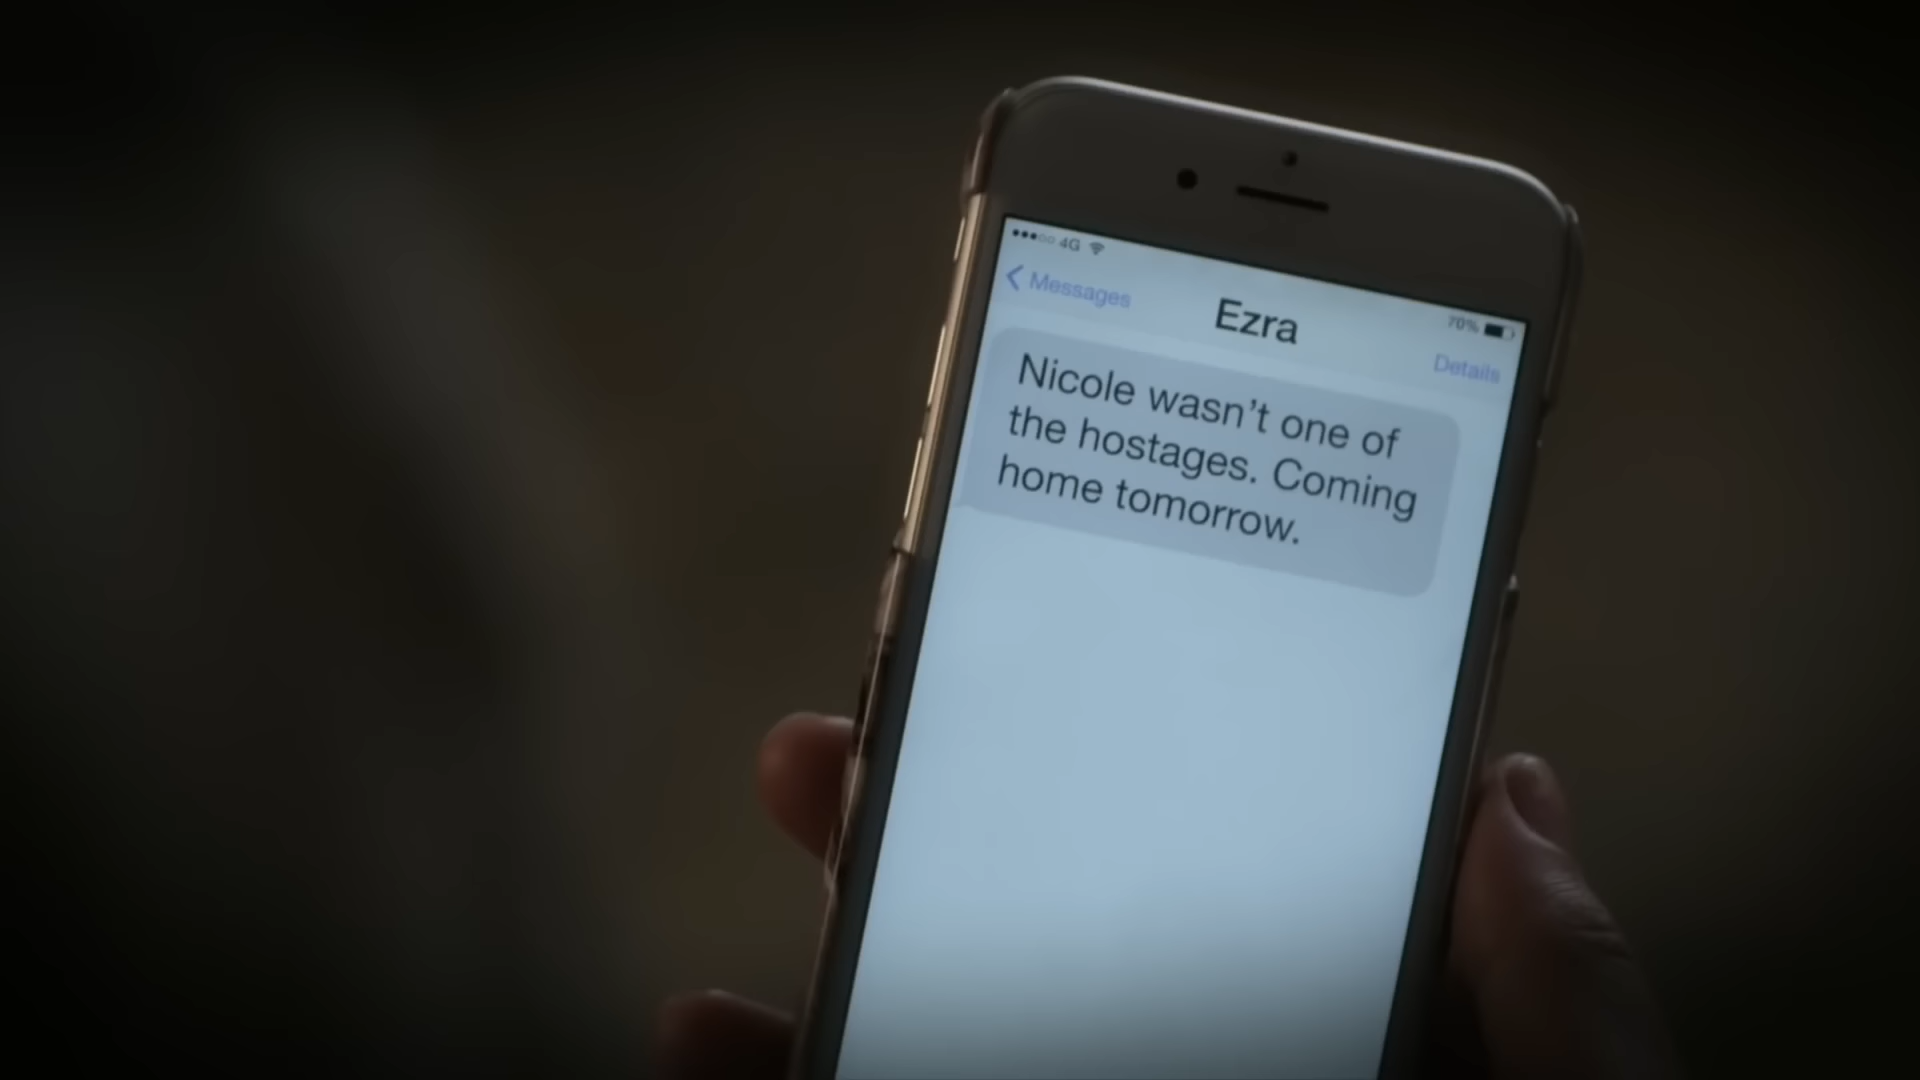 4G
70%
Messages
Ezra
Details
Nicole wasn't one of
the hostages. Coming
home tomorrow.